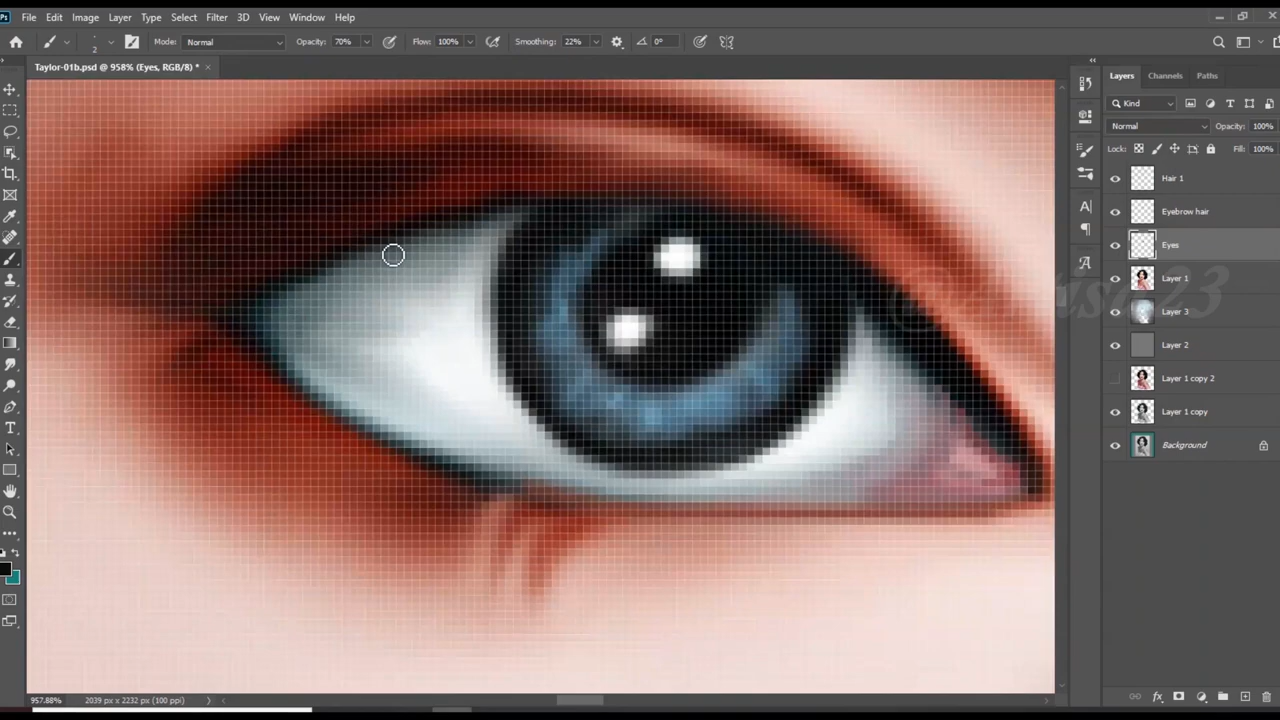 Ps File Edit Image Layer Type Select Filter 3D View Window Help
2 Mode: Normal Opacity: 70% Flow: 100% Smoothing: 22% 0°
Taylor-01b.psd @ 958% (Eyes, RGB/8) * ×
Layers Channels Paths
Kind
Normal Opacity: 100%
Lock: Fill: 100%
Hair 1
Eyebrow hair
Eyes
Layer 1
Layer 3
Layer 2
Layer 1 copy 2
Layer 1 copy
Background
957.88% 2039 px x 2232 px (100 ppi)